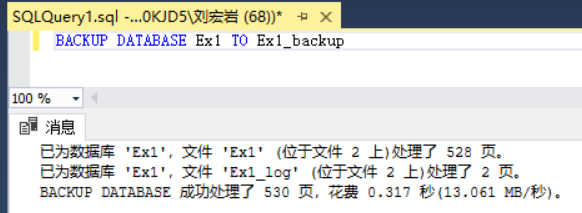 SQLQuery1.sql -...0KJD5\刘宏岩 (68))*
BACKUP DATABASE Ex1 TO Ex1_backup
100 %
消息
已为数据库 'Ex1'，文件 'Ex1' (位于文件 2 上)处理了 528 页。
已为数据库 'Ex1'，文件 'Ex1_log' (位于文件 2 上)处理了 2 页。
BACKUP DATABASE 成功处理了 530 页，花费 0.317 秒(13.061 MB/秒)。